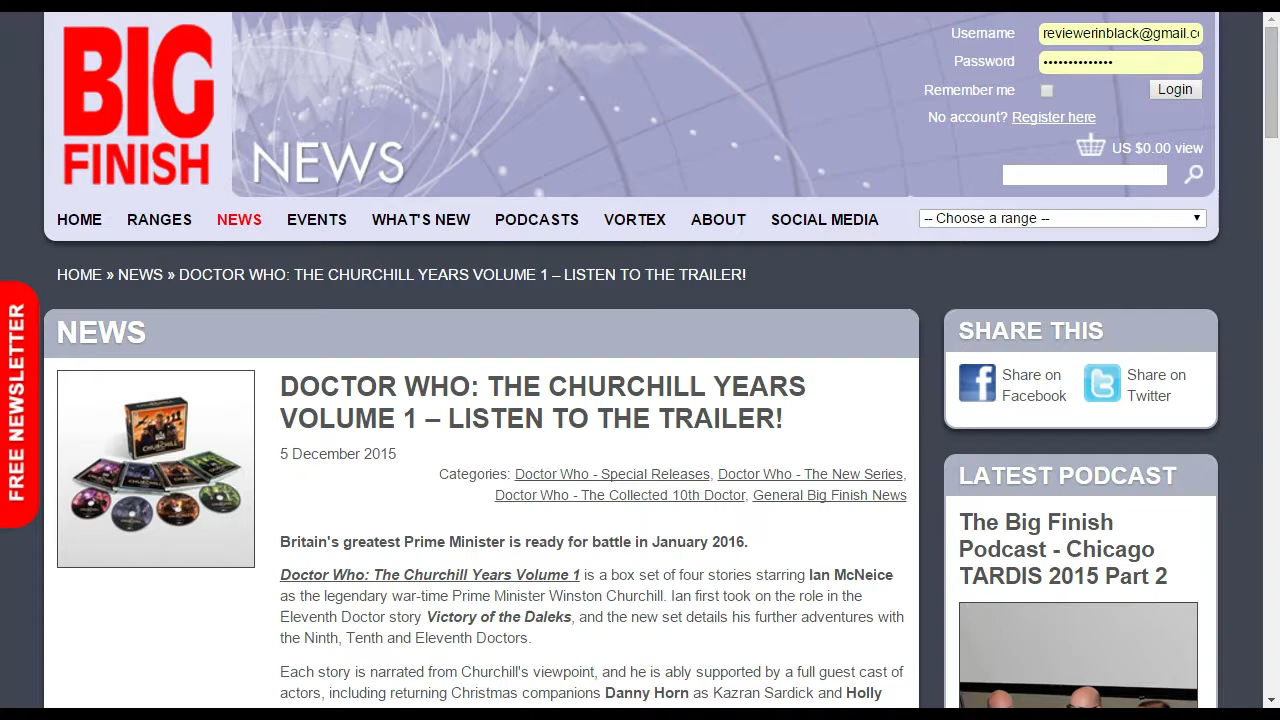 BIG
FINISH
NEWS
Username
reviewerinblack@gmail.c
Password
••••••••••••••
Remember me
Login
No account? Register here
US $0.00 view
HOME RANGES NEWS EVENTS WHAT'S NEW PODCASTS VORTEX ABOUT SOCIAL MEDIA
-- Choose a range --
HOME » NEWS » DOCTOR WHO: THE CHURCHILL YEARS VOLUME 1 – LISTEN TO THE TRAILER!
FREE NEWSLETTER
NEWS
DOCTOR WHO: THE CHURCHILL YEARS
VOLUME 1 – LISTEN TO THE TRAILER!
5 December 2015
Categories: Doctor Who - Special Releases, Doctor Who - The New Series,
Doctor Who - The Collected 10th Doctor, General Big Finish News
Britain's greatest Prime Minister is ready for battle in January 2016.
Doctor Who: The Churchill Years Volume 1 is a box set of four stories starring Ian McNeice
as the legendary war-time Prime Minister Winston Churchill. Ian first took on the role in the
Eleventh Doctor story Victory of the Daleks, and the new set details his further adventures with
the Ninth, Tenth and Eleventh Doctors.
Each story is narrated from Churchill's viewpoint, and he is ably supported by a full guest cast of
actors, including returning Christmas companions Danny Horn as Kazran Sardick and Holly
SHARE THIS
Share on
Facebook
Share on
Twitter
LATEST PODCAST
The Big Finish
Podcast - Chicago
TARDIS 2015 Part 2